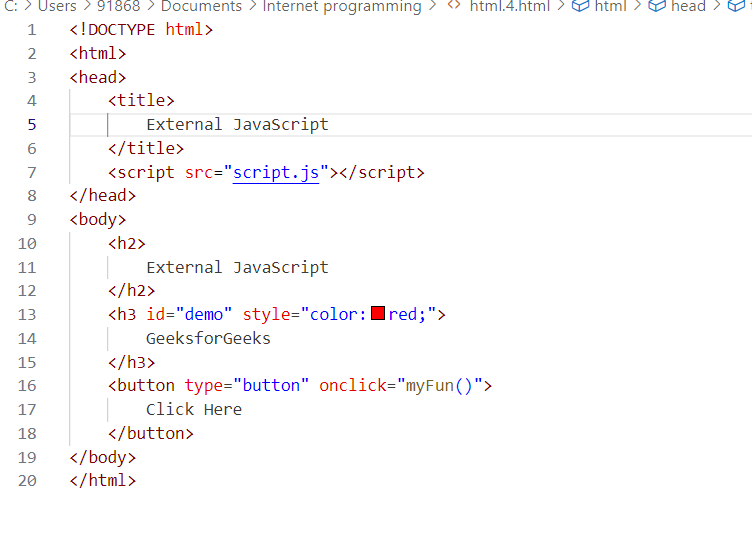 C: > Users > 91868 > Documents > Internet programming > <> html.4.html > html > head >
1 <!DOCTYPE html>
2 <html>
3 <head>
4 <title>
5 External JavaScript
6 </title>
7 <script src="script.js"></script>
8 </head>
9 <body>
10 <h2>
11 External JavaScript
12 </h2>
13 <h3 id="demo" style="color:red;">
14 GeeksforGeeks
15 </h3>
16 <button type="button" onclick="myFun()">
17 Click Here
18 </button>
19 </body>
20 </html>